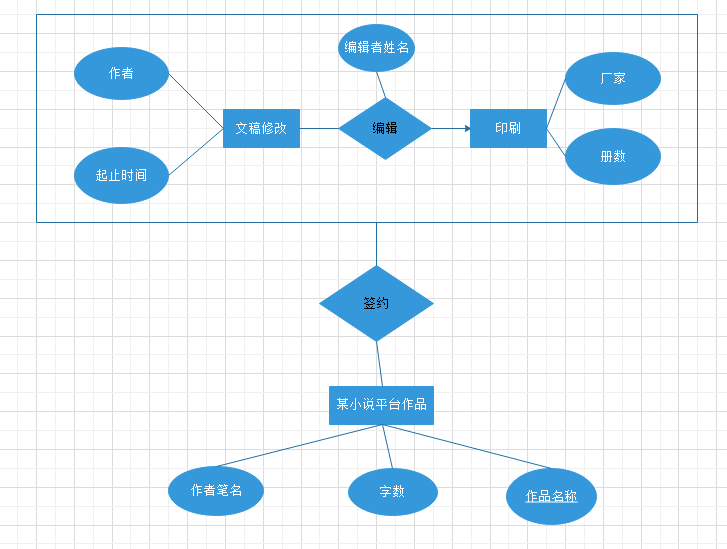 编辑者姓名
作者
厂家
文稿修改
编辑
印刷
起止时间
册数
签约
某小说平台作品
作者笔名
字数
作品名称